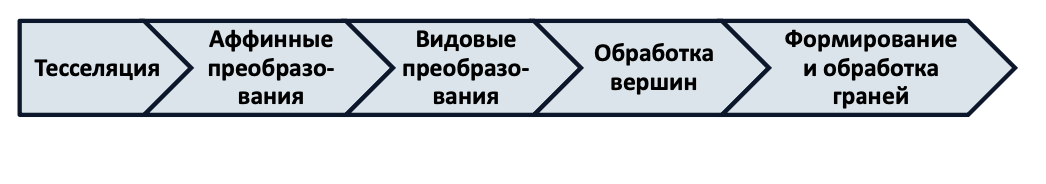 Тесселяция
Аффинные
преобразо-
вания
Видовые
преобразо-
вания
Обработка
вершин
Формирование
и обработка
граней